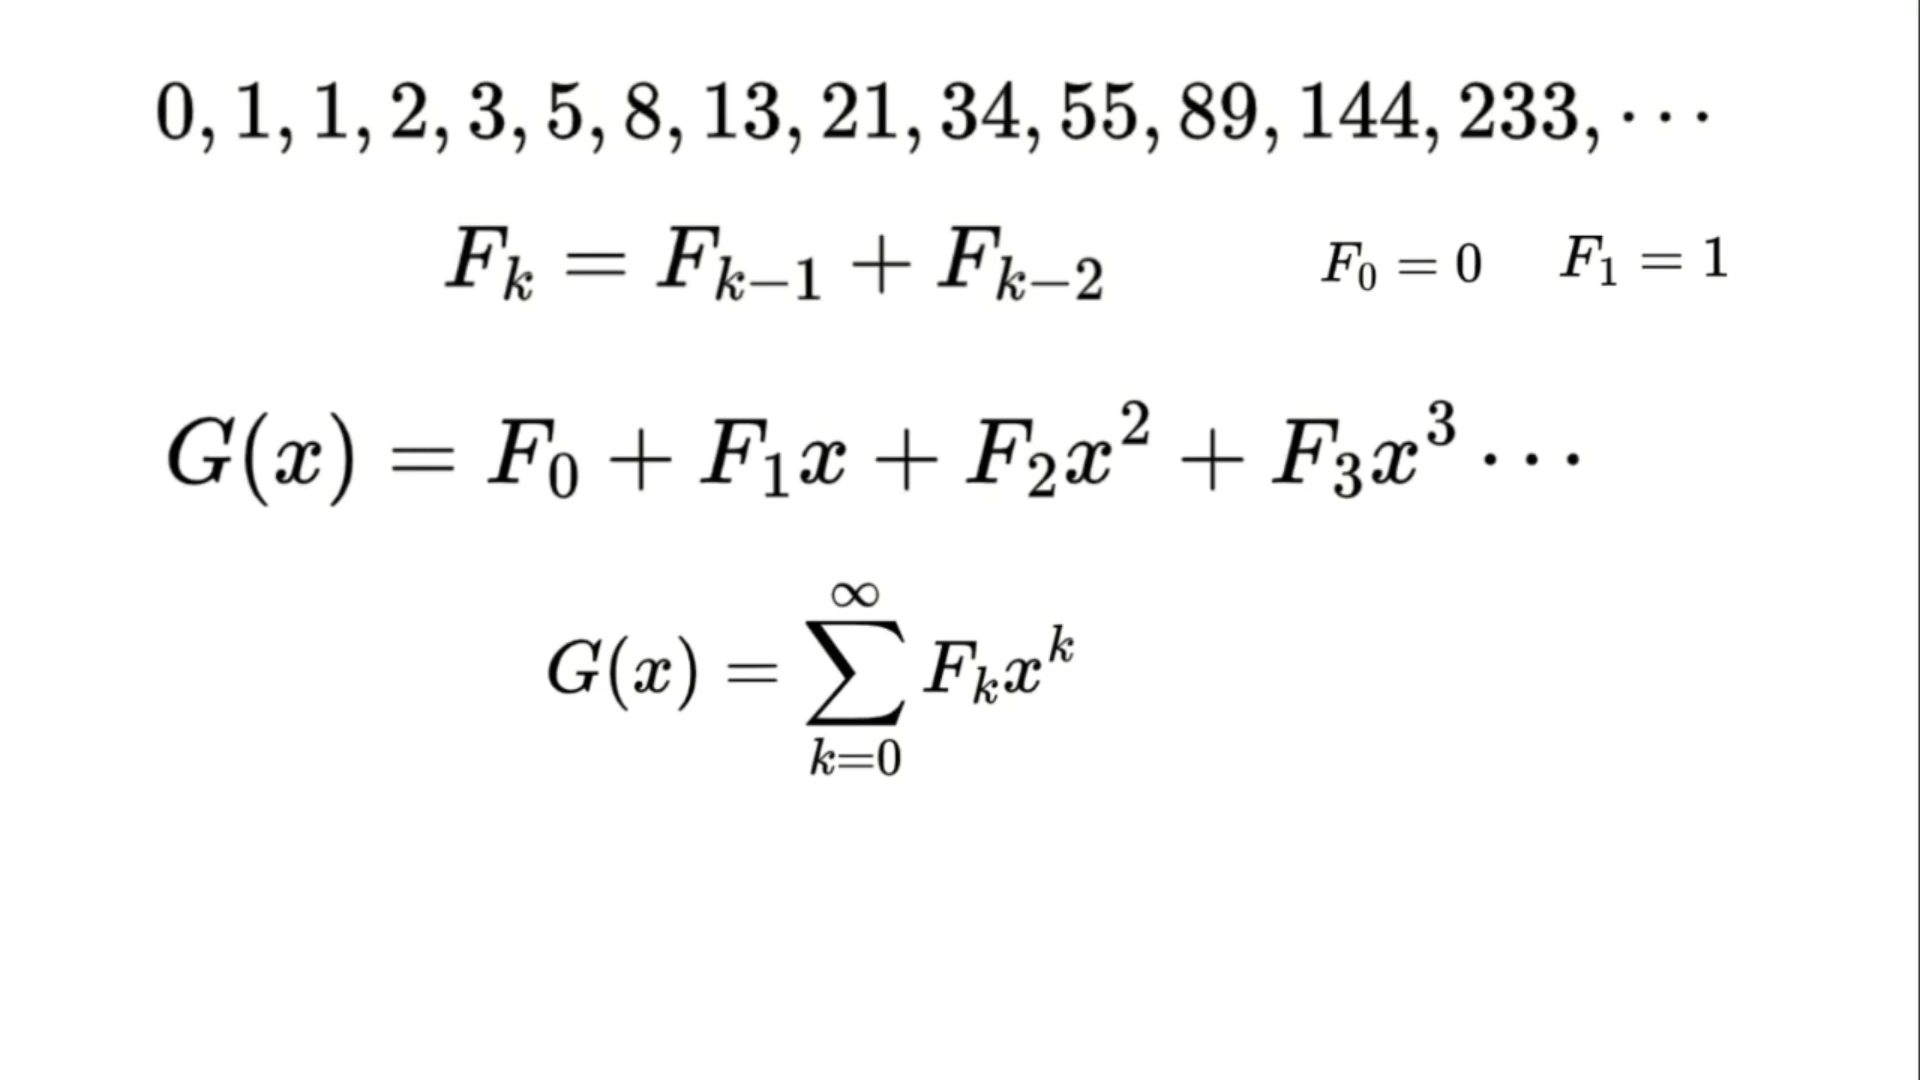 0, 1, 1, 2, 3, 5, 8, 13, 21, 34, 55, 89, 144, 233, ⋯
F_k = F_{k−1} + F_{k−2} F_0 = 0 F_1 = 1
G(x) = F_0 + F_1x + F_2x^2 + F_3x^3 ⋯
G(x) = ∑_{k=0}^{∞} F_kx^k